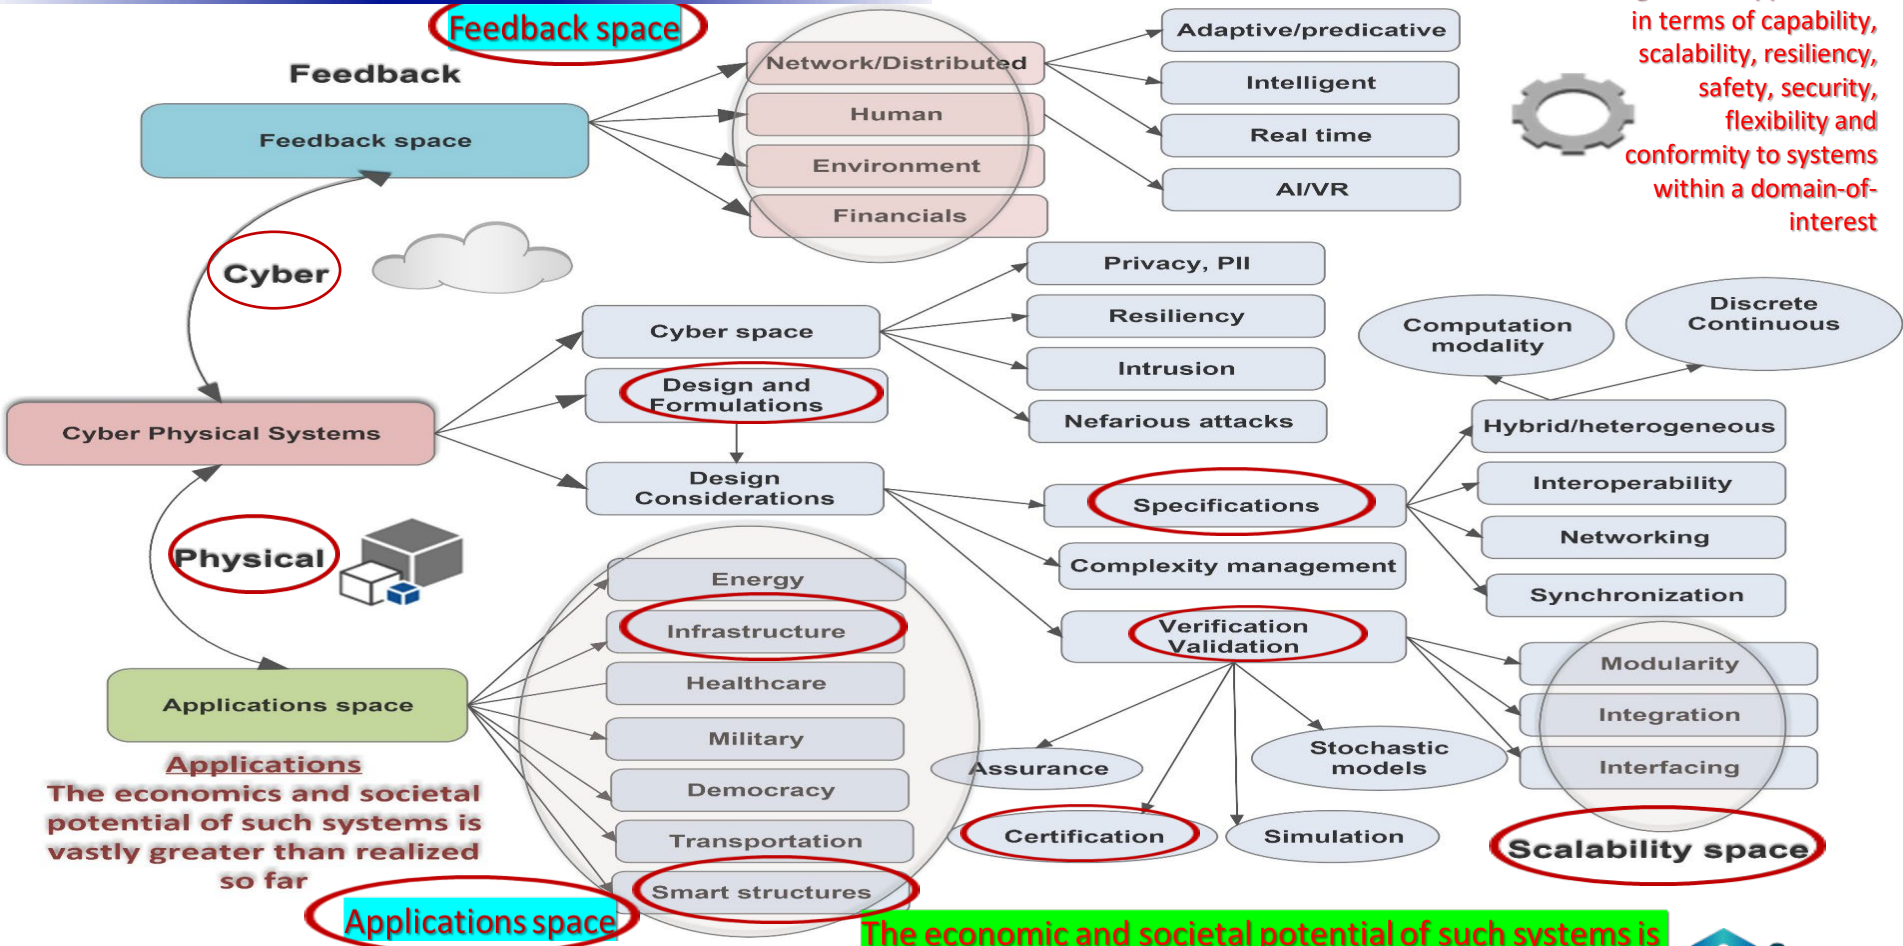 Feedback space
Feedback
Feedback space
Network/Distributed
Human
Environment
Financials
Adaptive/predicative
Intelligent
Real time
AI/VR
in terms of capability,
scalability, resiliency,
safety, security,
flexibility and
conformity to systems
within a domain-of-
interest
Cyber
Cyber space
Design and
Formulations
Design
Considerations
Privacy, PII
Resiliency
Intrusion
Nefarious attacks
Computation
modality
Discrete
Continuous
Cyber Physical Systems
Hybrid/heterogeneous
Interoperability
Networking
Synchronization
Specifications
Complexity management
Verification
Validation
Physical
Energy
Infrastructure
Healthcare
Military
Democracy
Transportation
Smart structures
Applications space
Modularity
Integration
Interfacing
Scalability space
Assurance
Stochastic
models
Certification
Simulation
Applications
The economics and societal
potential of such systems is
vastly greater than realized
so far
Applications space
The economic and societal potential of such systems is